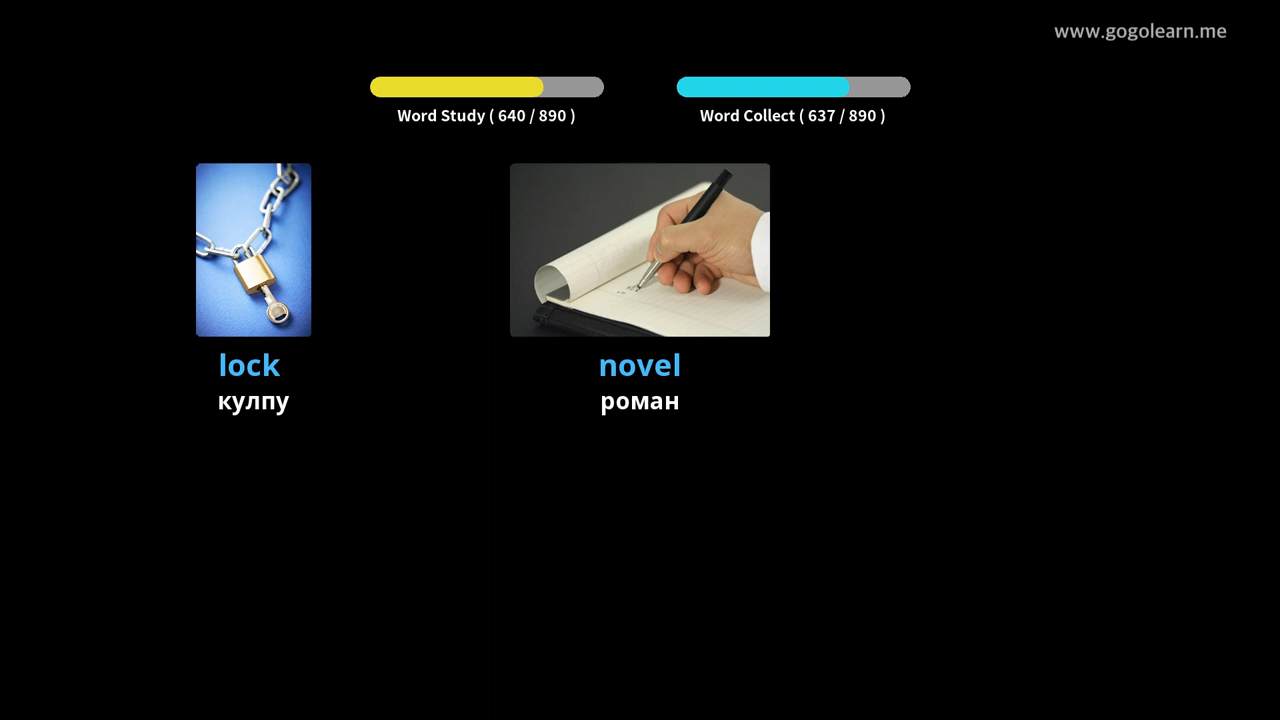 www.gogolearn.me
Word Study ( 640 / 890 )
Word Collect ( 637 / 890 )
lock
кулпу
novel
роман